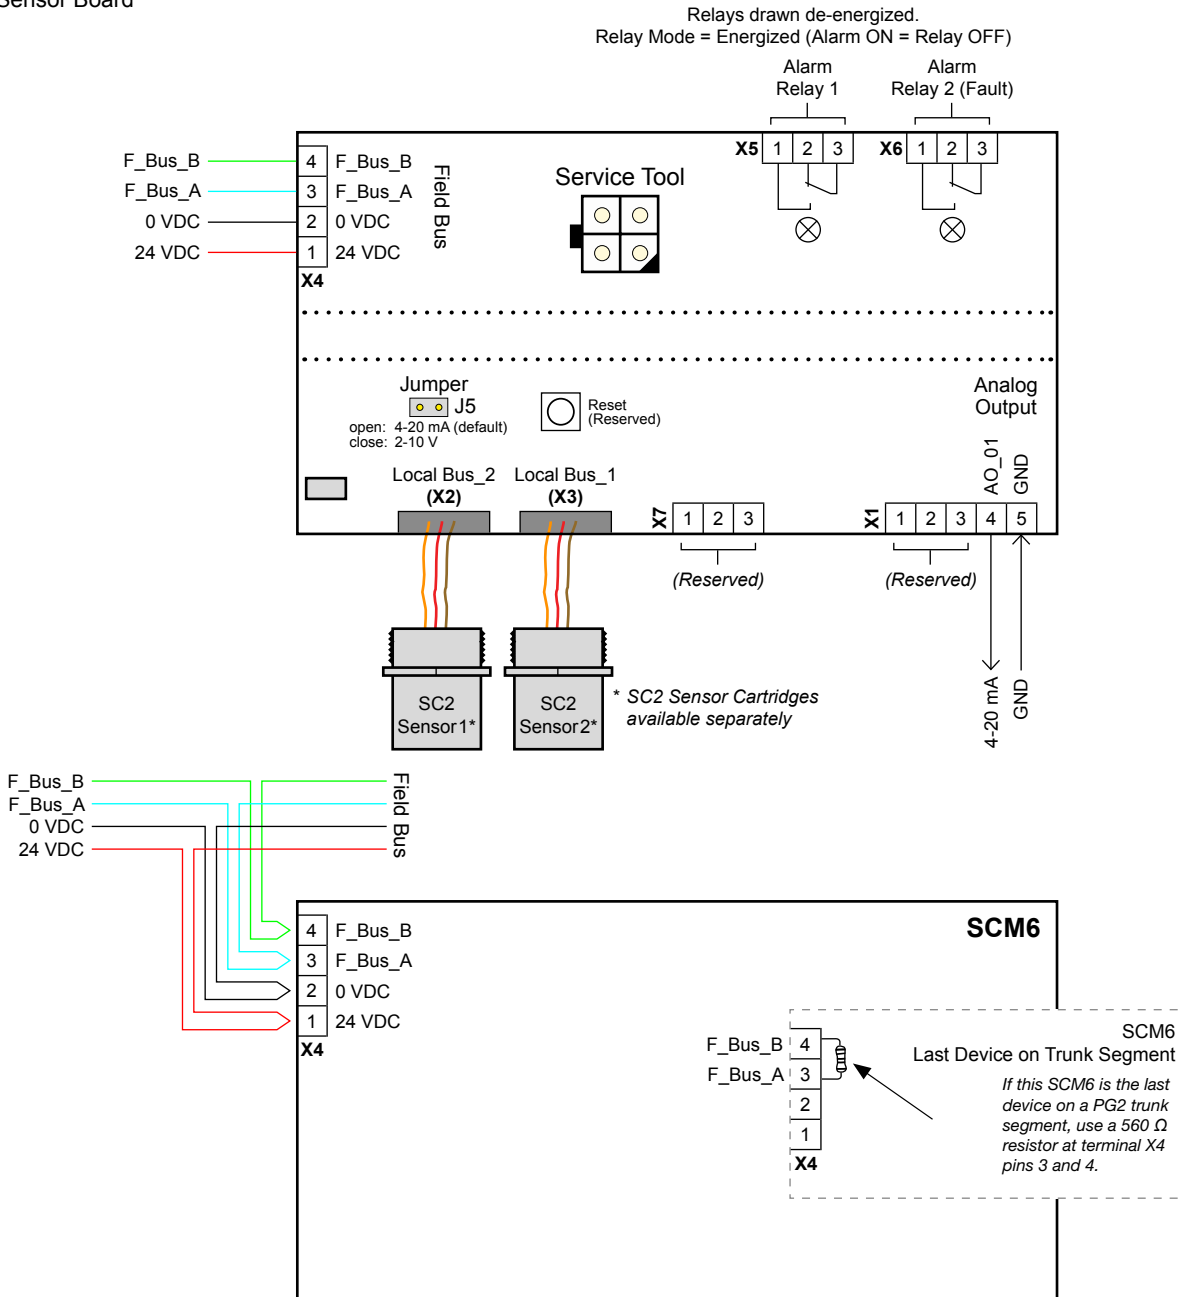 Sensor Board
Relays drawn de-energized.
Relay Mode = Energized (Alarm ON = Relay OFF)
Alarm
Relay 1
Alarm
Relay 2 (Fault)
X5 1 2 3
X6 1 2 3
F_Bus_B 4 F_Bus_B
F_Bus_A 3 F_Bus_A
0 VDC 2 0 VDC
24 VDC 1 24 VDC
X4
Field Bus
Service Tool
Jumper
J5
open: 4-20 mA (default)
close: 2-10 V
Reset
(Reserved)
Analog
Output
AO_01
GND
Local Bus_2
(X2)
Local Bus_1
(X3)
X7 1 2 3
(Reserved)
X1 1 2 3 4 5
(Reserved)
4-20 mA
GND
SC2
Sensor1*
SC2
Sensor2*
* SC2 Sensor Cartridges
available separately
F_Bus_B
F_Bus_A
0 VDC
24 VDC
Field Bus
4 F_Bus_B
3 F_Bus_A
2 0 VDC
1 24 VDC
X4
SCM6
F_Bus_B 4
F_Bus_A 3
2
1
X4
SCM6
Last Device on Trunk Segment
If this SCM6 is the last
device on a PG2 trunk
segment, use a 560 Ω
resistor at terminal X4
pins 3 and 4.